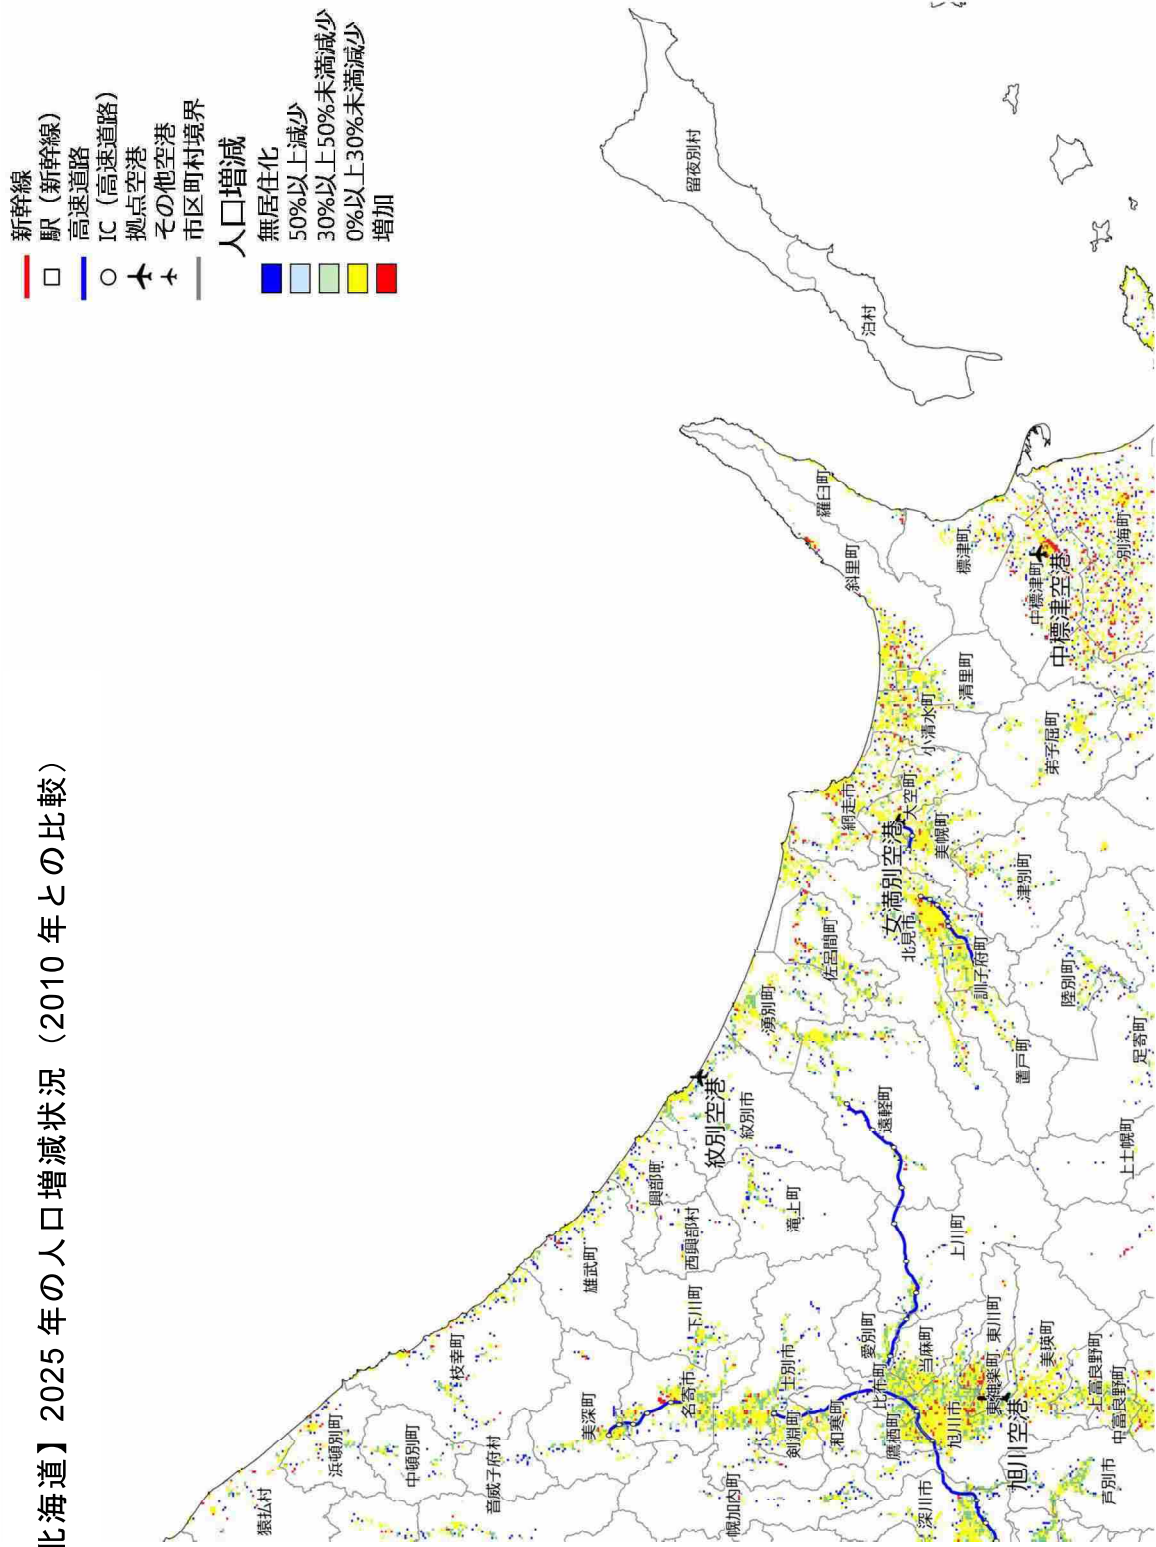 北海道】2025 年の人口増減状況（2010 年との比較）
新幹線
駅（新幹線）
高速道路
IC（高速道路）
拠点空港
その他空港
市区町村境界
人口増減
無居住化
50%以上減少
30%以上50%未満減少
0%以上30%未満減少
増加
留夜別村
泊村
羅臼町
斜里町
標津町
中標津町
中標津空港
別海町
清里町
小清水町
弟子屈町
網走市
大空町
女満別空港
美幌町
津別町
北見市
佐呂間町
訓子府町
陸別町
湧別町
置戸町
足寄町
紋別空港
紋別市
遠軽町
上士幌町
興部町
滝上町
西興部村
上川町
雄武町
下川町
枝幸町
士別市
愛別町
当麻町
東川町
美瑛町
名寄市
美深町
比布町
東神楽町
上富良野町
中富良野町
浜頓別町
中頓別町
音威子府村
剣淵町
和寒町
鷹栖町
旭川市
旭川空港
猿払村
幌加内町
深川市
芦別市